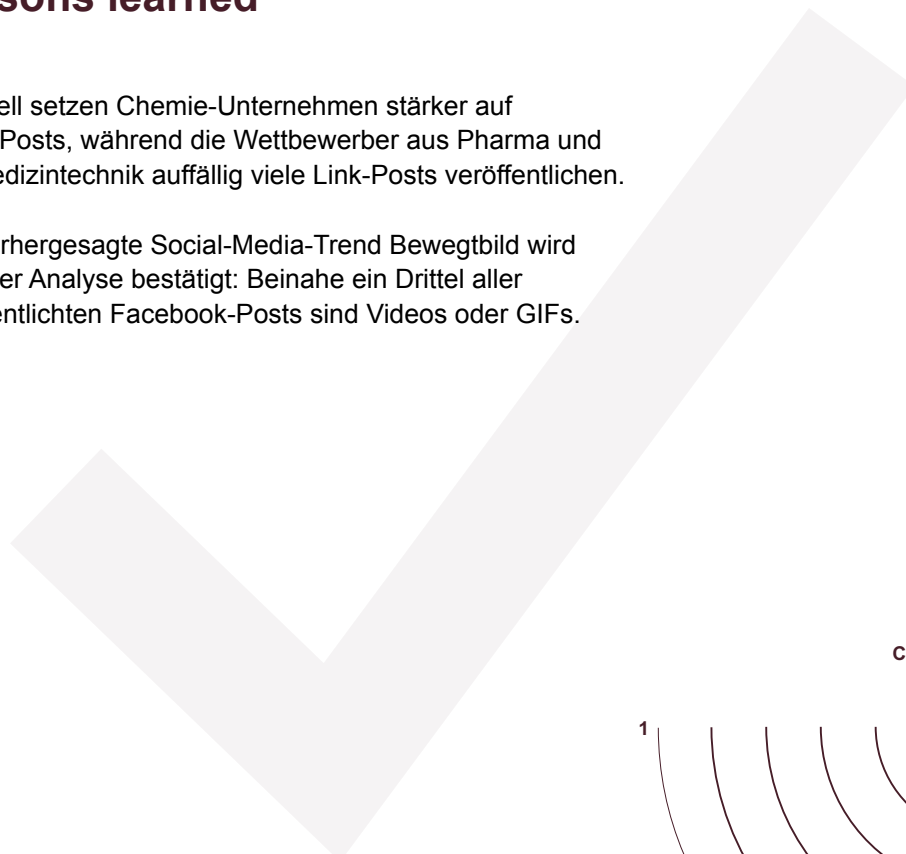 sons learned
ell setzen Chemie-Unternehmen stärker auf
Posts, während die Wettbewerber aus Pharma und
edizintechnik auffällig viele Link-Posts veröffentlichen.
rhergesagte Social-Media-Trend Bewegtbild wird
er Analyse bestätigt: Beinahe ein Drittel aller
entlichten Facebook-Posts sind Videos oder GIFs.
C
1